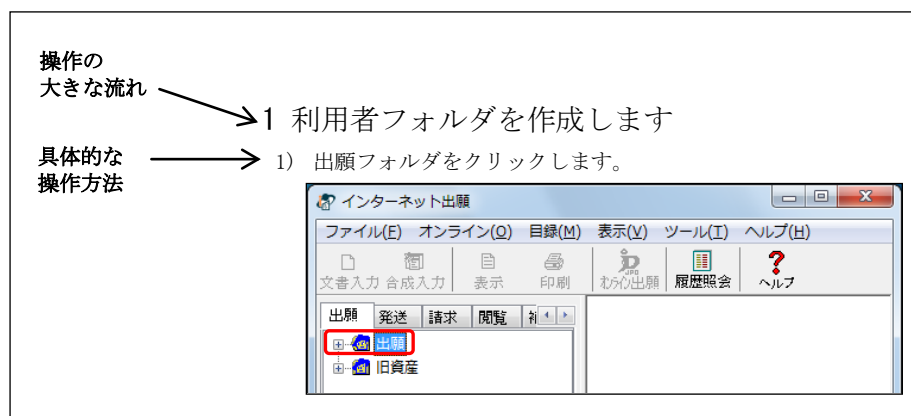 操作の
大きな流れ
1 利用者フォルダを作成します
具体的な
操作方法
1) 出願フォルダをクリックします。
インターネット出願
ファイル(F) オンライン(O) 目録(M) 表示(V) ツール(T) ヘルプ(H)
文書入力 合成入力 表示 印刷 オンライン出願 履歴照会 ヘルプ
出願 発送 請求 閲覧
出願
旧資産